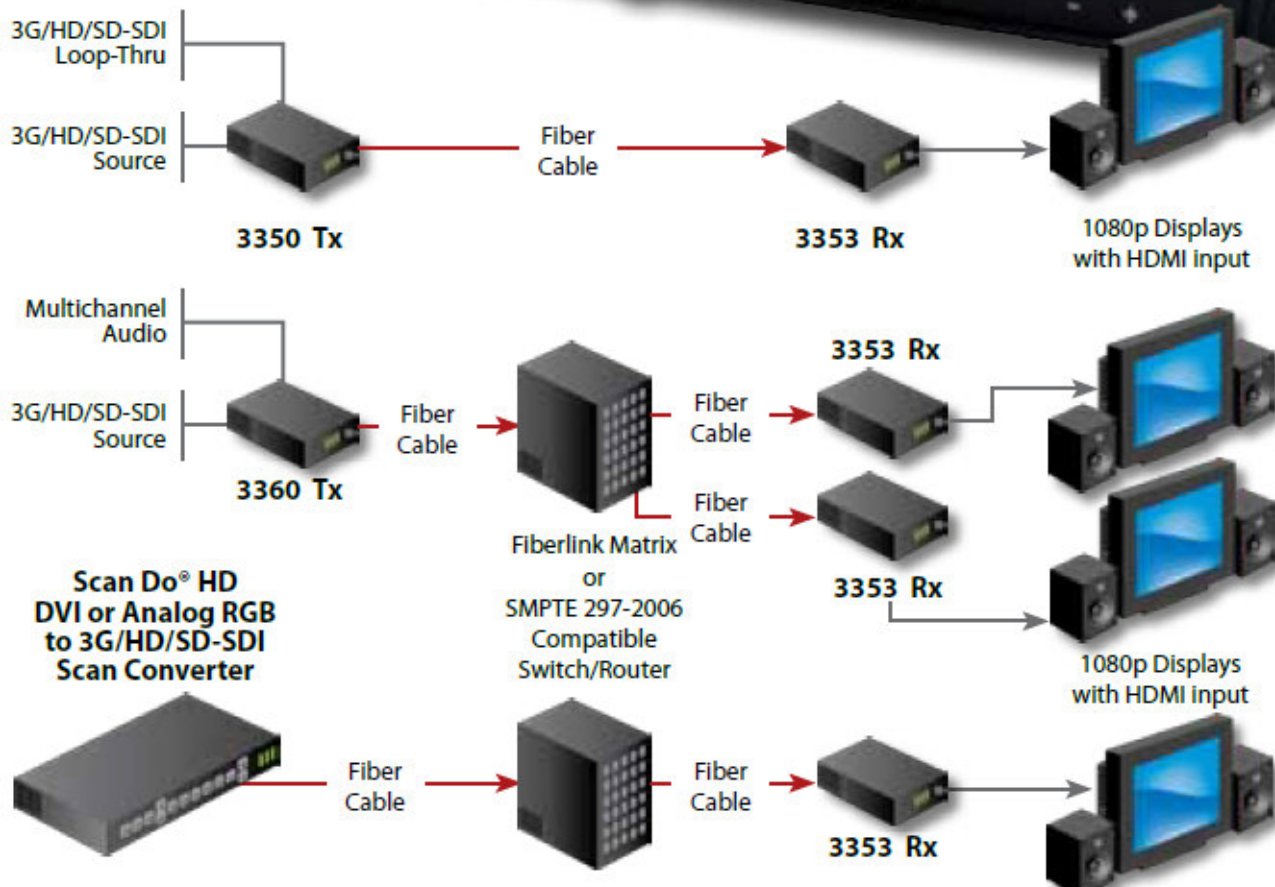 3G/HD/SD-SDI
Loop-Thru
3G/HD/SD-SDI
Source
Fiber
Cable
3350 Tx
3353 Rx
1080p Displays
with HDMI input
Multichannel
Audio
3G/HD/SD-SDI
Source
3360 Tx
Fiber
Cable
Fiberlink Matrix
or
SMPTE 297-2006
Compatible
Switch/Router
Fiber
Cable
3353 Rx
Fiber
Cable
3353 Rx
1080p Displays
with HDMI input
Scan Do® HD
DVI or Analog RGB
to 3G/HD/SD-SDI
Scan Converter
Fiber
Cable
Fiber
Cable
3353 Rx